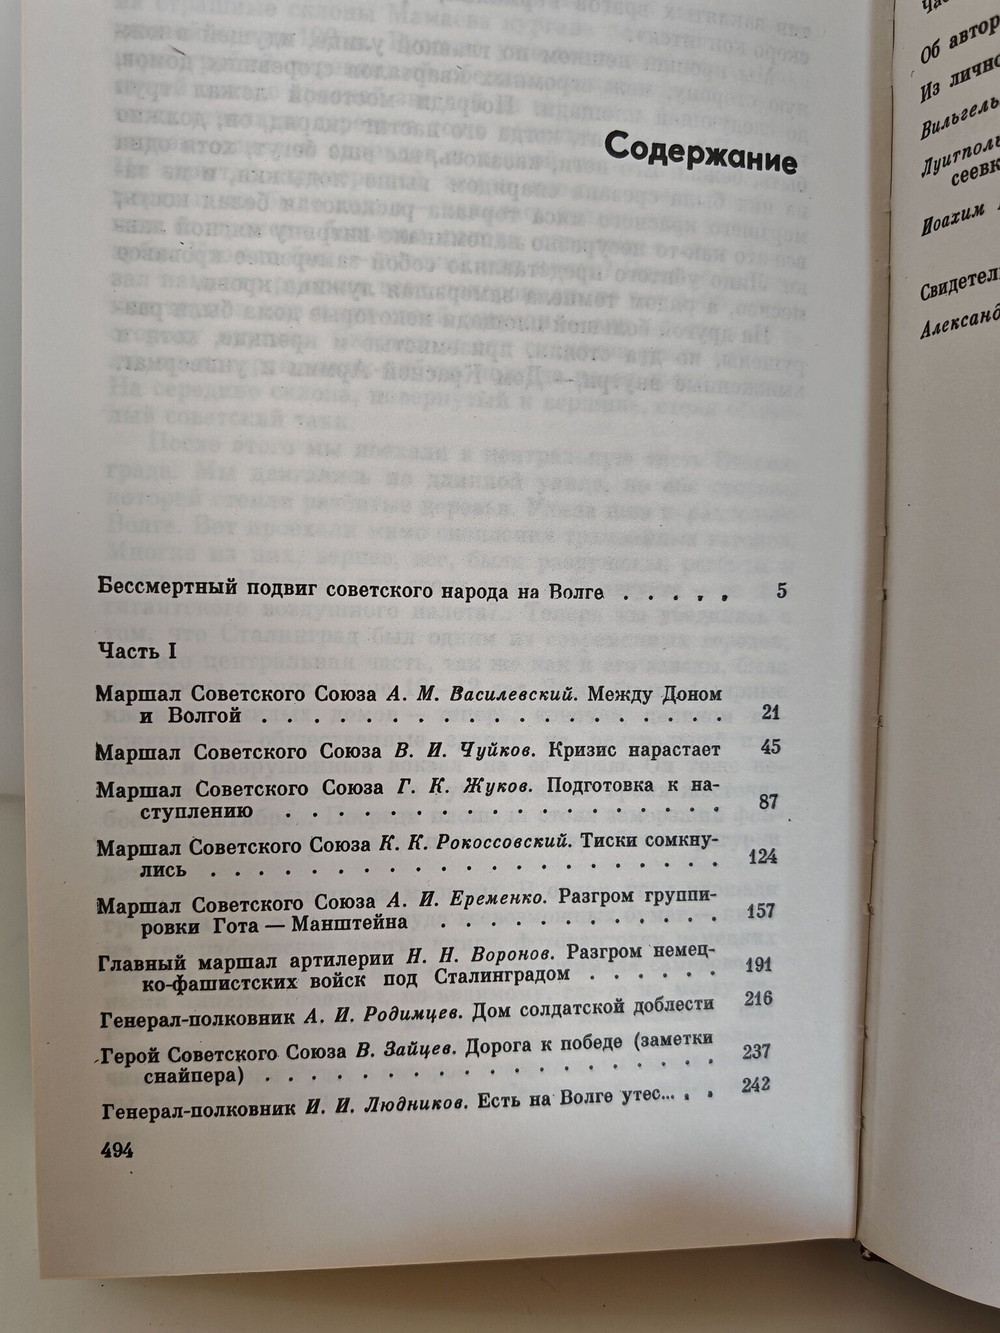 Содержание
Бессмертный подвиг советского народа на Волге . . . . . 5
Часть I
Маршал Советского Союза А. М. Василевский. Между Доном
и Волгой . . . . . . . . . . . . . . . . . . 21
Маршал Советского Союза В. И. Чуйков. Кризис нарастает 45
Маршал Советского Союза Г. К. Жуков. Подготовка к на-
ступлению . . . . . . . . . . . . . . . . . 87
Маршал Советского Союза К. К. Рокоссовский. Тиски сомкну-
лись . . . . . . . . . . . . . . . . . . . . 124
Маршал Советского Союза А. И. Еременко. Разгром группи-
ровки Гота — Манштейна . . . . . . . . . . . 157
Главный маршал артилерии Н. Н. Воронов. Разгром немец-
ко-фашистских войск под Сталинградом . . . . . . 191
Генерал-полковник А. И. Родимцев. Дом солдатской доблести 216
Герой Советского Союза В. Зайцев. Дорога к победе (заметки
снайпера) . . . . . . . . . . . . . . . . . 237
Генерал-полковник И. И. Людников. Есть на Волге утес... . . 242
494
Об автор
Из лично
Вильгель
Луитполь
сеевк
Иоахим
Свидетел
Александ